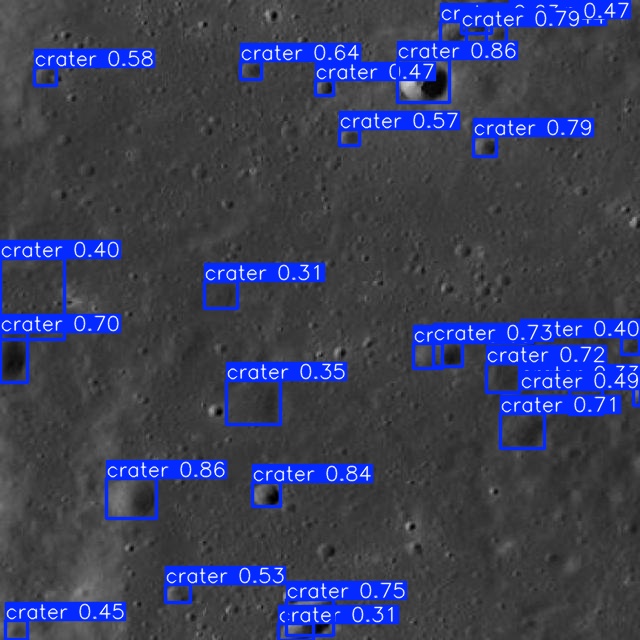 crater 0.79
0.47
crater 0.58
crater 0.64
crater 0.86
0.47
crater 0.57
crater 0.79
crater 0.40
crater 0.31
crater 0.70
crater 0.73
0.40
crater 0.72
crater 0.35
0.49
crater 0.71
crater 0.86
crater 0.84
crater 0.53
crater 0.75
crater 0.45
crater 0.31